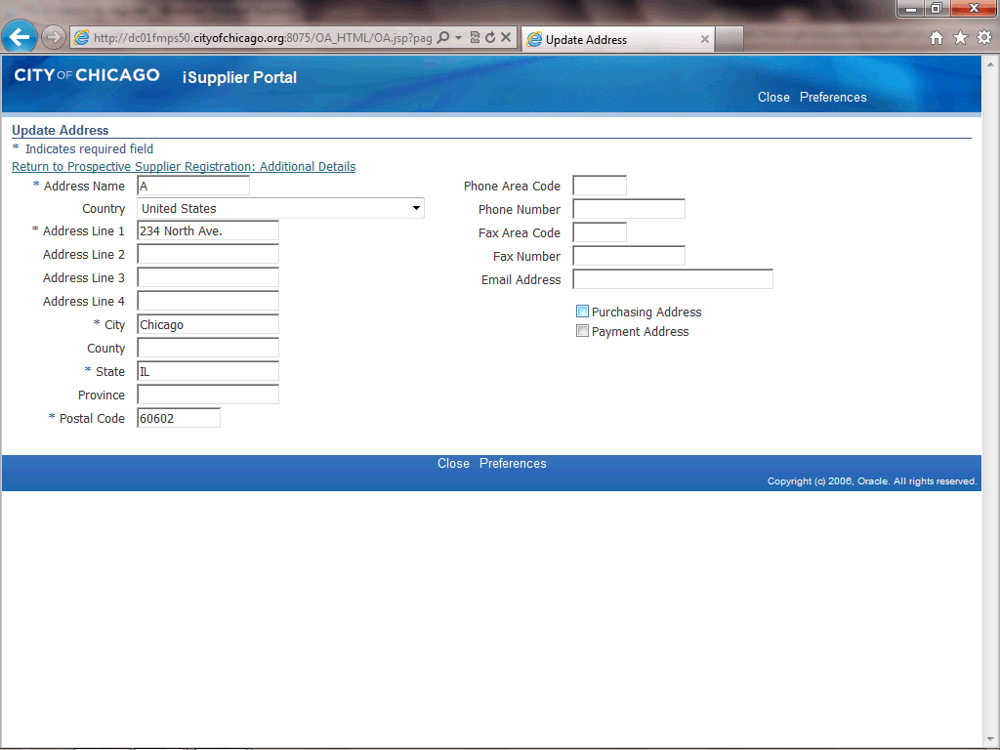 http://dc01fmps50.cityofchicago.org:8075/OA_HTML/OA.jsp?pag
Update Address
CITY OF CHICAGO iSupplier Portal
Close Preferences
Update Address
* Indicates required field
Return to Prospective Supplier Registration: Additional Details
* Address Name A
Country United States
* Address Line 1 234 North Ave.
Address Line 2
Address Line 3
Address Line 4
* City Chicago
County
* State IL
Province
* Postal Code 60602
Phone Area Code
Phone Number
Fax Area Code
Fax Number
Email Address
Purchasing Address
Payment Address
Close Preferences
Copyright (c) 2006, Oracle. All rights reserved.